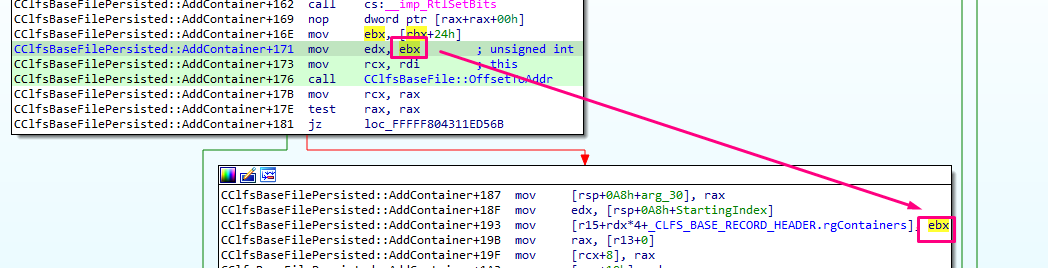 CClfsBaseFilePersisted::AddContainer+162 call cs:__imp_RtlSetBits
CClfsBaseFilePersisted::AddContainer+169 nop dword ptr [rax+rax+00h]
CClfsBaseFilePersisted::AddContainer+16E mov ebx, [rbx+24h]
CClfsBaseFilePersisted::AddContainer+171 mov edx, ebx ; unsigned int
CClfsBaseFilePersisted::AddContainer+173 mov rcx, rdi ; this
CClfsBaseFilePersisted::AddContainer+176 call CClfsBaseFile::OffsetToAddr
CClfsBaseFilePersisted::AddContainer+17B mov rcx, rax
CClfsBaseFilePersisted::AddContainer+17E test rax, rax
CClfsBaseFilePersisted::AddContainer+181 jz loc_FFFFF804311ED56B
CClfsBaseFilePersisted::AddContainer+187 mov [rsp+0A8h+arg_30], rax
CClfsBaseFilePersisted::AddContainer+18F mov edx, [rsp+0A8h+StartingIndex]
CClfsBaseFilePersisted::AddContainer+193 mov [r15+rdx*4+_CLFS_BASE_RECORD_HEADER.rgContainers], ebx
CClfsBaseFilePersisted::AddContainer+19B mov rax, [r13+0]
CClfsBaseFilePersisted::AddContainer+19F mov [rcx+8], rax